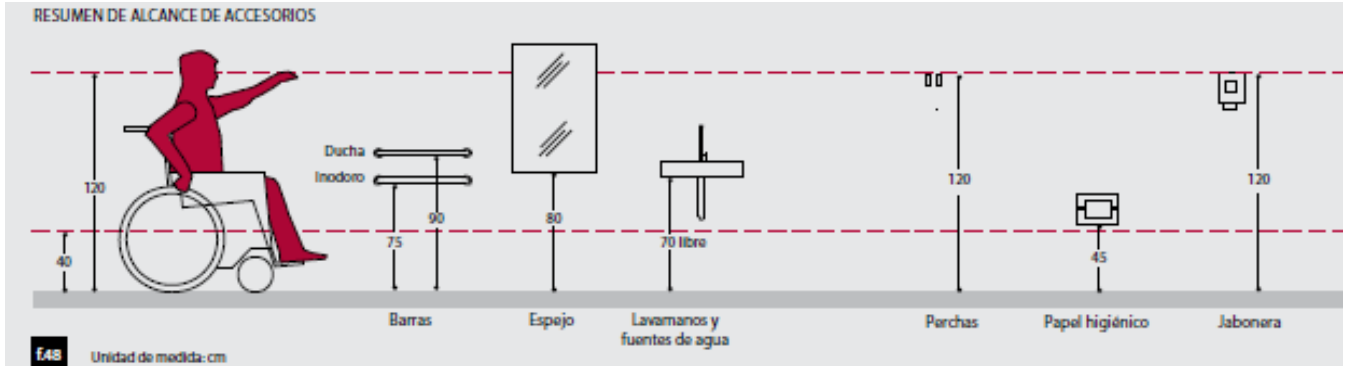 RESUMEN DE ALCANCE DE ACCESORIOS
Ducha
Inodoro
120
40
75
90
80
70 libre
120
45
120
Barras
Espejo
Lavamanos y
fuentes de agua
Perchas
Papel higiénico
Jabonera
f.48
Unidad de medida: cm